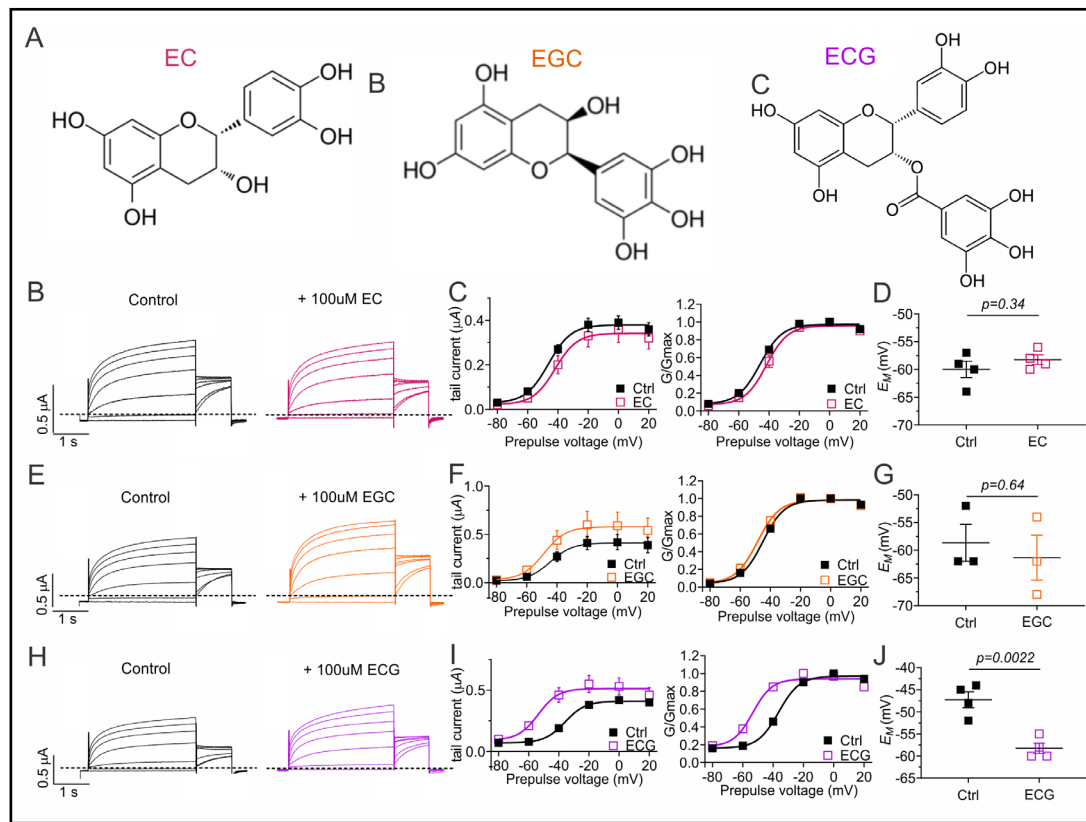 A
EC
B
EGC
C
ECG
OH
OH
HO
O
OH
OH
OH
OH
HO
O
OH
OH
OH
OH
OH
HO
O
OH
O
O
OH
OH
OH
B
Control
+ 100uM EC
0.5 µA
1 s
C
tail current (µA)
0.4
0.2
0.0
Ctrl
EC
-80 -60 -40 -20 0 20
Prepulse voltage (mV)
G/Gmax
1.2
1.0
0.8
0.6
0.4
0.2
0.0
Ctrl
EC
-80 -60 -40 -20 0 20
Prepulse voltage (mV)
D
p=0.34
EM (mV)
-50
-55
-60
-65
-70
Ctrl EC
E
Control
+ 100uM EGC
0.5 µA
1 s
F
tail current (µA)
1.0
0.8
0.6
0.4
0.2
0.0
Ctrl
EGC
-80 -60 -40 -20 0 20
Prepulse voltage (mV)
G/Gmax
1.2
1.0
0.8
0.6
0.4
0.2
0.0
Ctrl
EGC
-80 -60 -40 -20 0 20
Prepulse voltage (mV)
G
p=0.64
EM (mV)
-50
-55
-60
-65
-70
Ctrl EGC
H
Control
+ 100uM ECG
0.5 µA
1 s
I
tail current (µA)
1.0
0.5
0.0
Ctrl
ECG
-80 -60 -40 -20 0 20
Prepulse voltage (mV)
G/Gmax
1.2
1.0
0.8
0.6
0.4
0.2
0.0
Ctrl
ECG
-80 -60 -40 -20 0 20
Prepulse voltage (mV)
J
p=0.0022
EM (mV)
-40
-45
-50
-55
-60
-65
Ctrl ECG